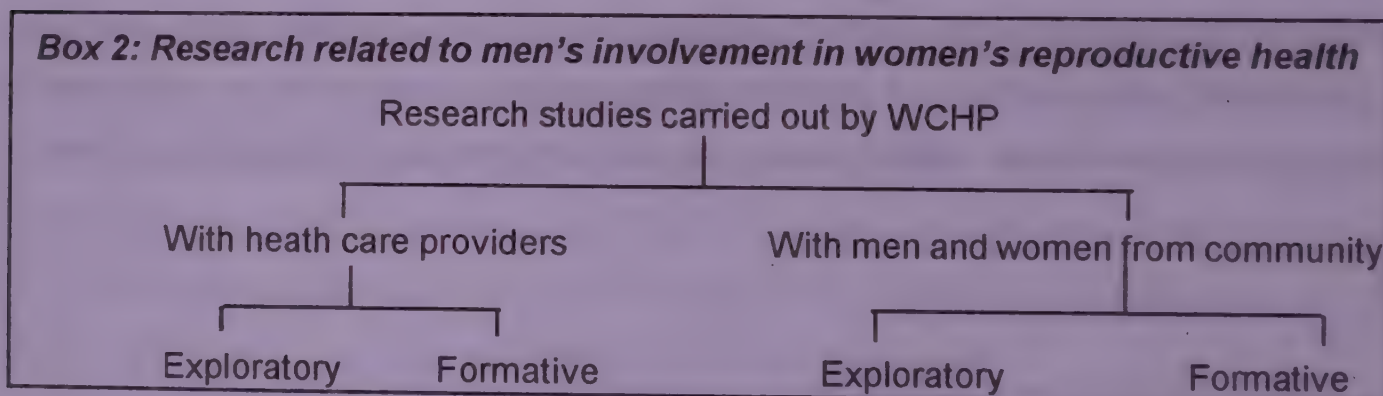 Box 2: Research related to men's involvement in women's reproductive health
Research studies carried out by WCHP
With heath care providers With men and women from community
Exploratory Formative Exploratory Formative